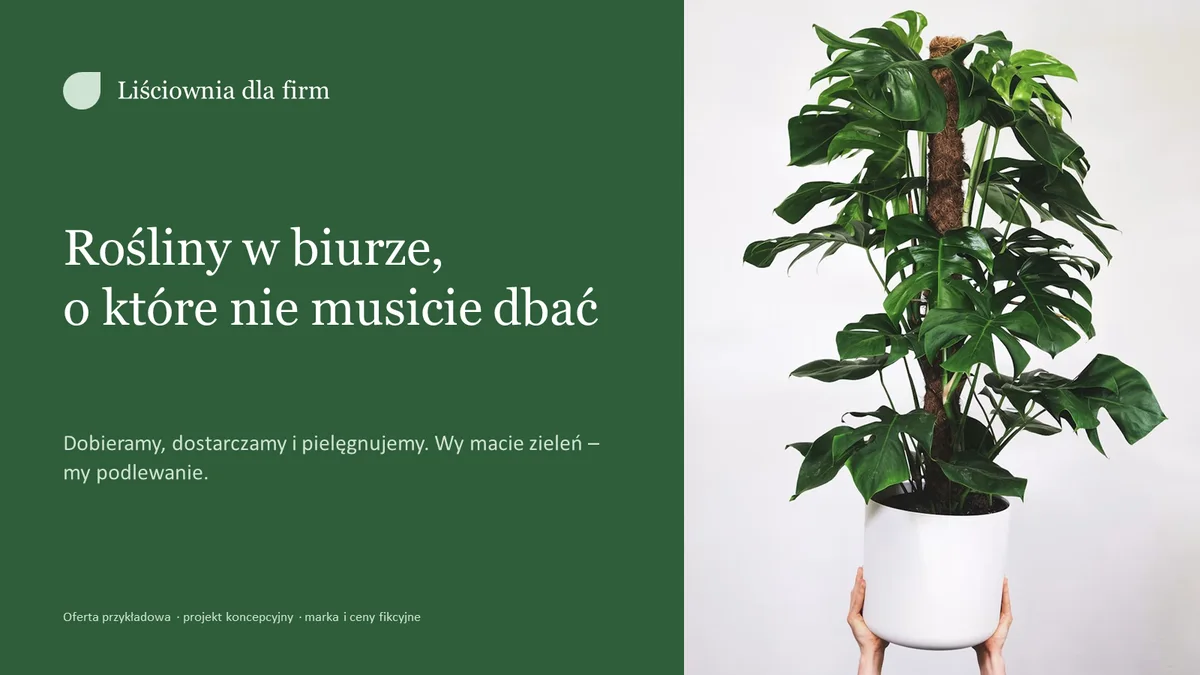 Liściownia dla firm
Rośliny w biurze,
o które nie musicie dbać
Dobieramy, dostarczamy i pielęgnujemy. Wy macie zieleń –
my podlewanie.
Oferta przykładowa · projekt koncepcyjny · marka i ceny fikcyjne